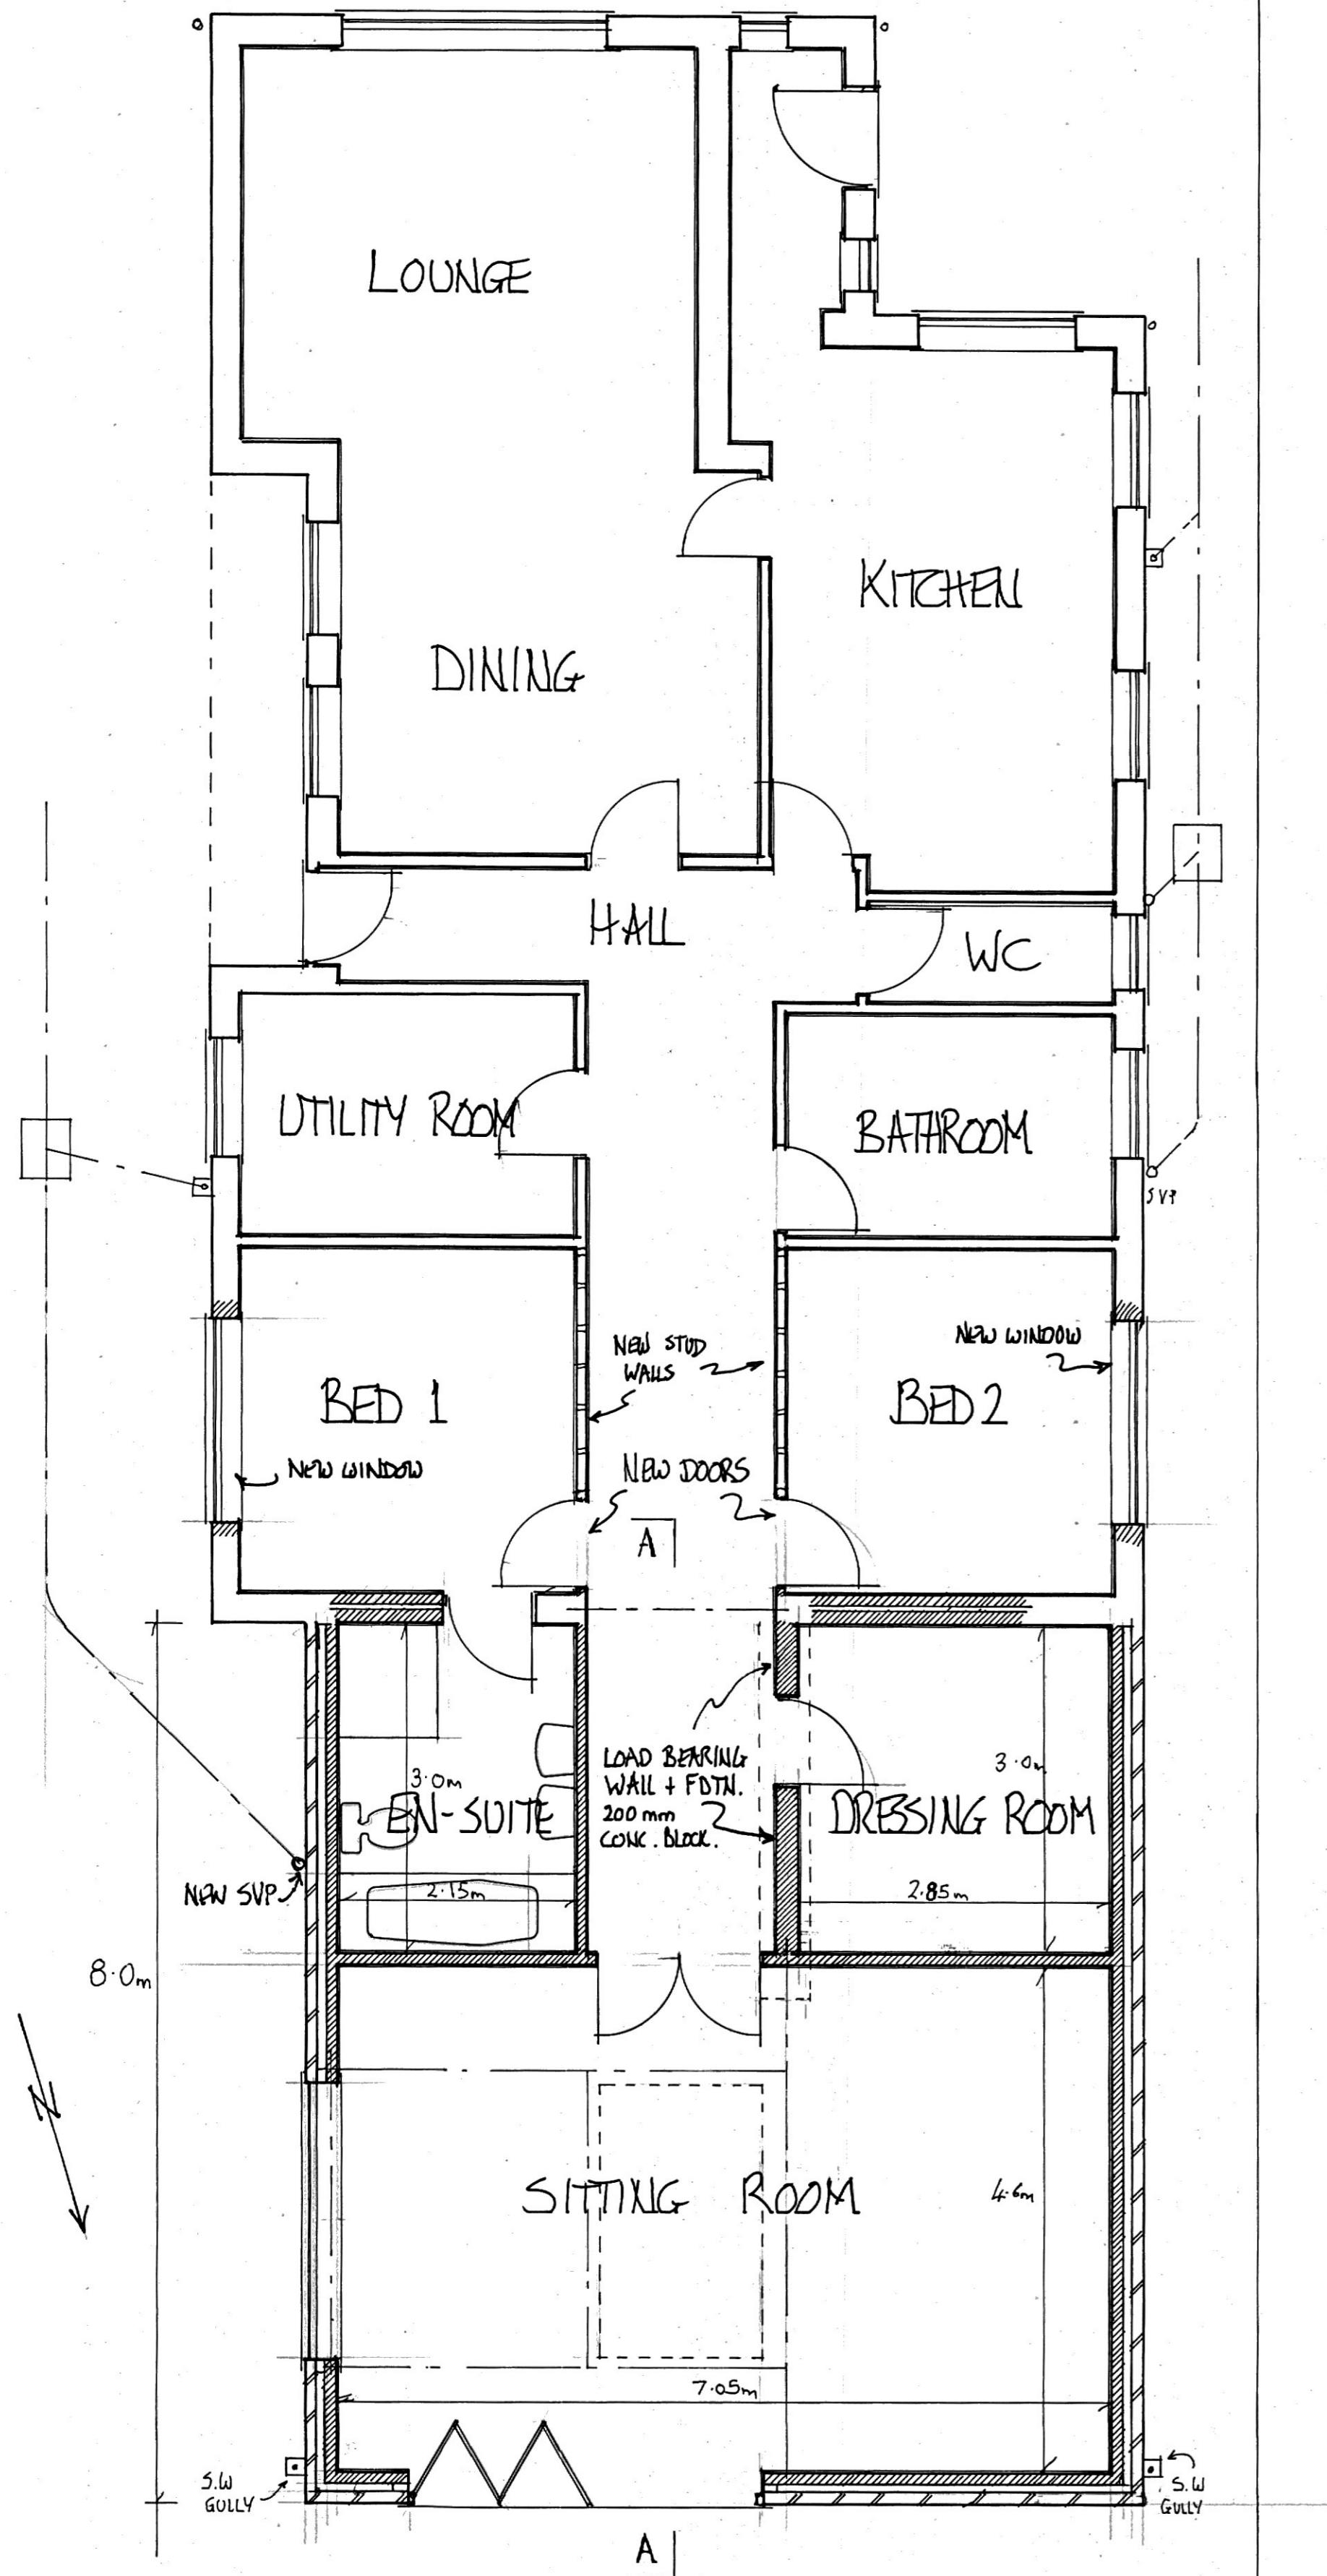 LOUNGE
KITCHEN
DINING
HALL
WC
UTILITY ROOM
BATHROOM
SVP
NEW STUD
WALLS
NEW WINDOW
BED 1
BED 2
NEW WINDOW
NEW DOORS
A
LOAD BEARING
WALL + FDTN.
200 mm
CONC. BLOCK.
3.0m
3.0m
EN-SUITE
DRESSING ROOM
NEW SVP
2.15m
2.85m
8.0m
N
SITTING ROOM
4.6m
7.05m
S.W
GULLY
S.W
GULLY
A